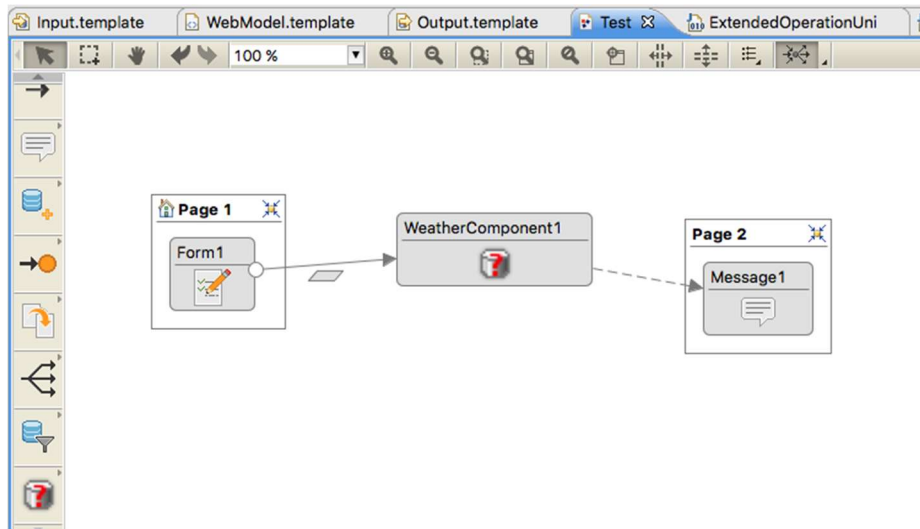 Input.template
WebModel.template
Output.template
Test
ExtendedOperationUni
100 %
Page 1
Form1
WeatherComponent1
Page 2
Message1